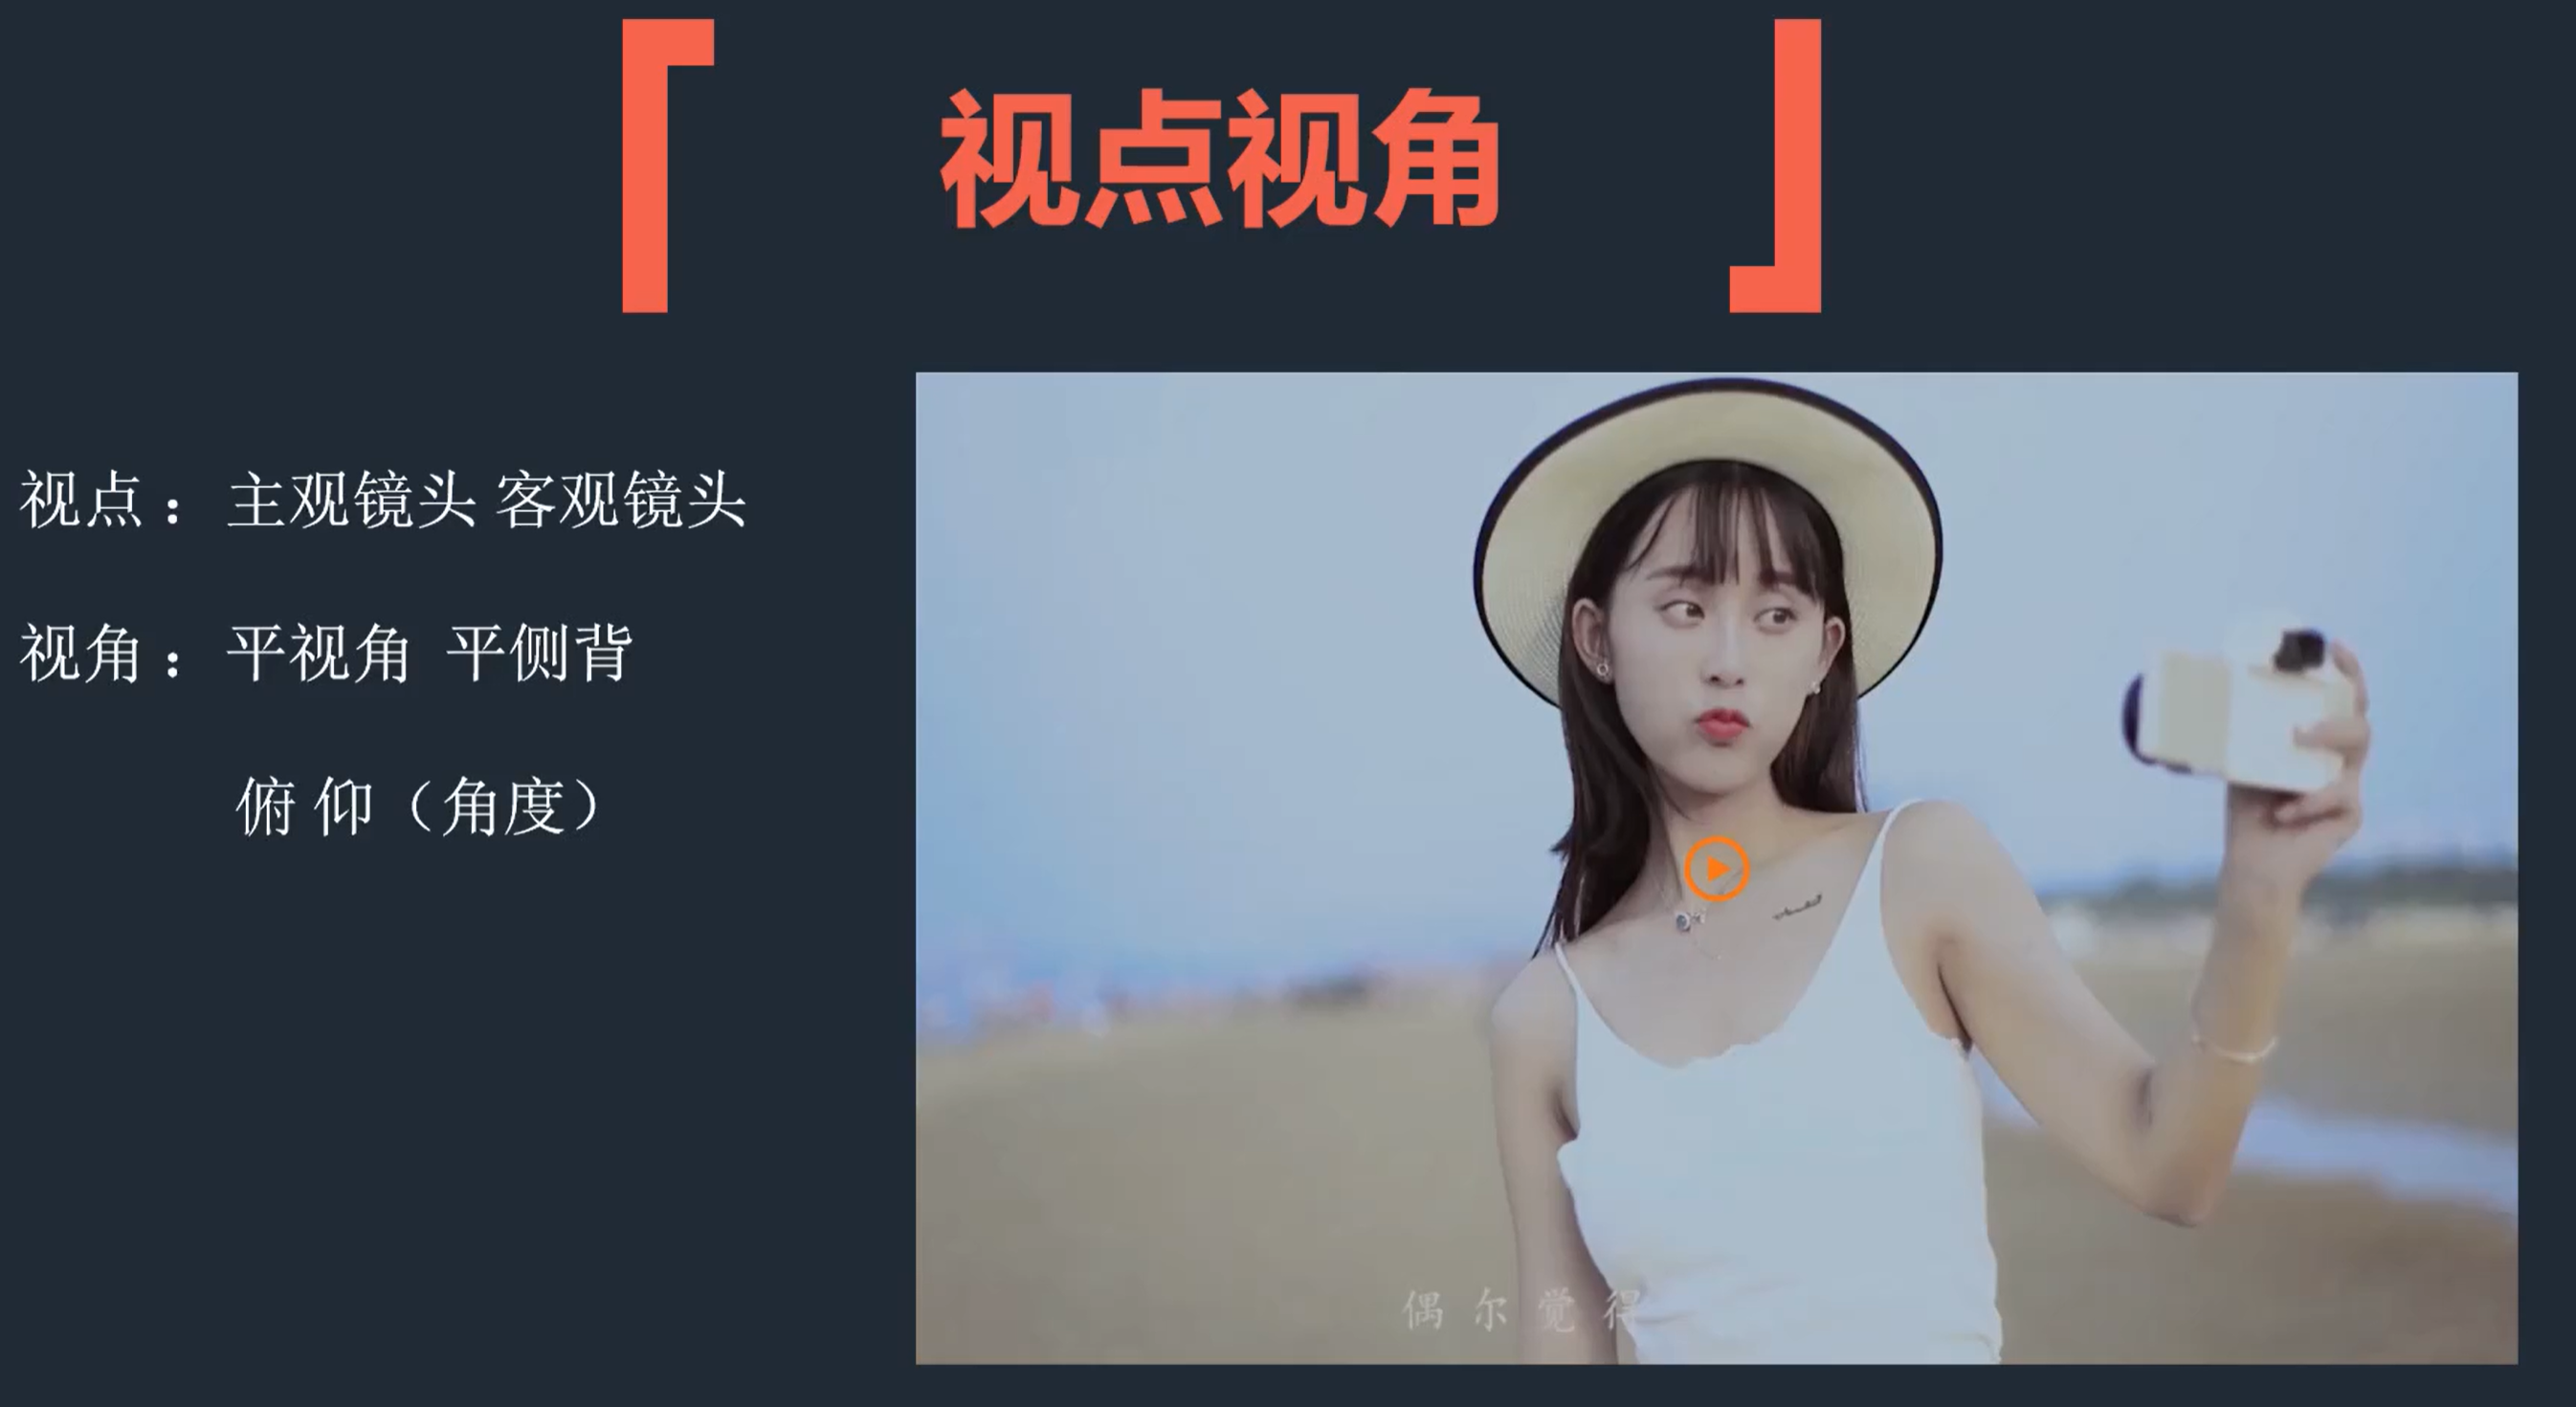 「视点视角」
视点：主观镜头 客观镜头
视角：平视角 平侧背
俯 仰（角度）
偶 尔 觉 得